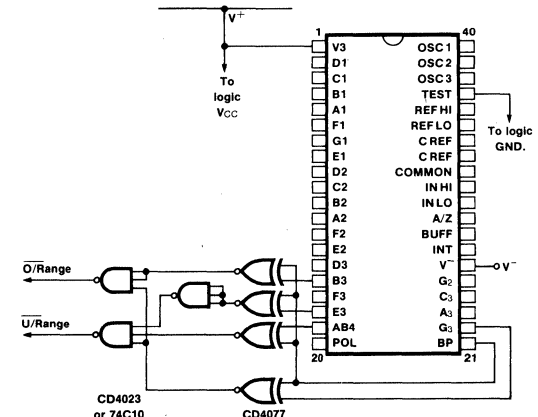 V+
1
40
V3
OSC 1
D1
OSC 2
C1
OSC 3
B1
TEST
A1
REF HI
F1
REF LO
G1
C REF
E1
C REF
D2
COMMON
C2
IN HI
B2
IN LO
A2
A/Z
F2
BUFF
E2
INT
D3
V−
B3
G2
F3
C3
E3
A3
AB4
G3
POL
BP
20
21
To
logic
VCC
To logic
GND.
V−
O/Range
U/Range
CD4023
or 74C10
CD4077